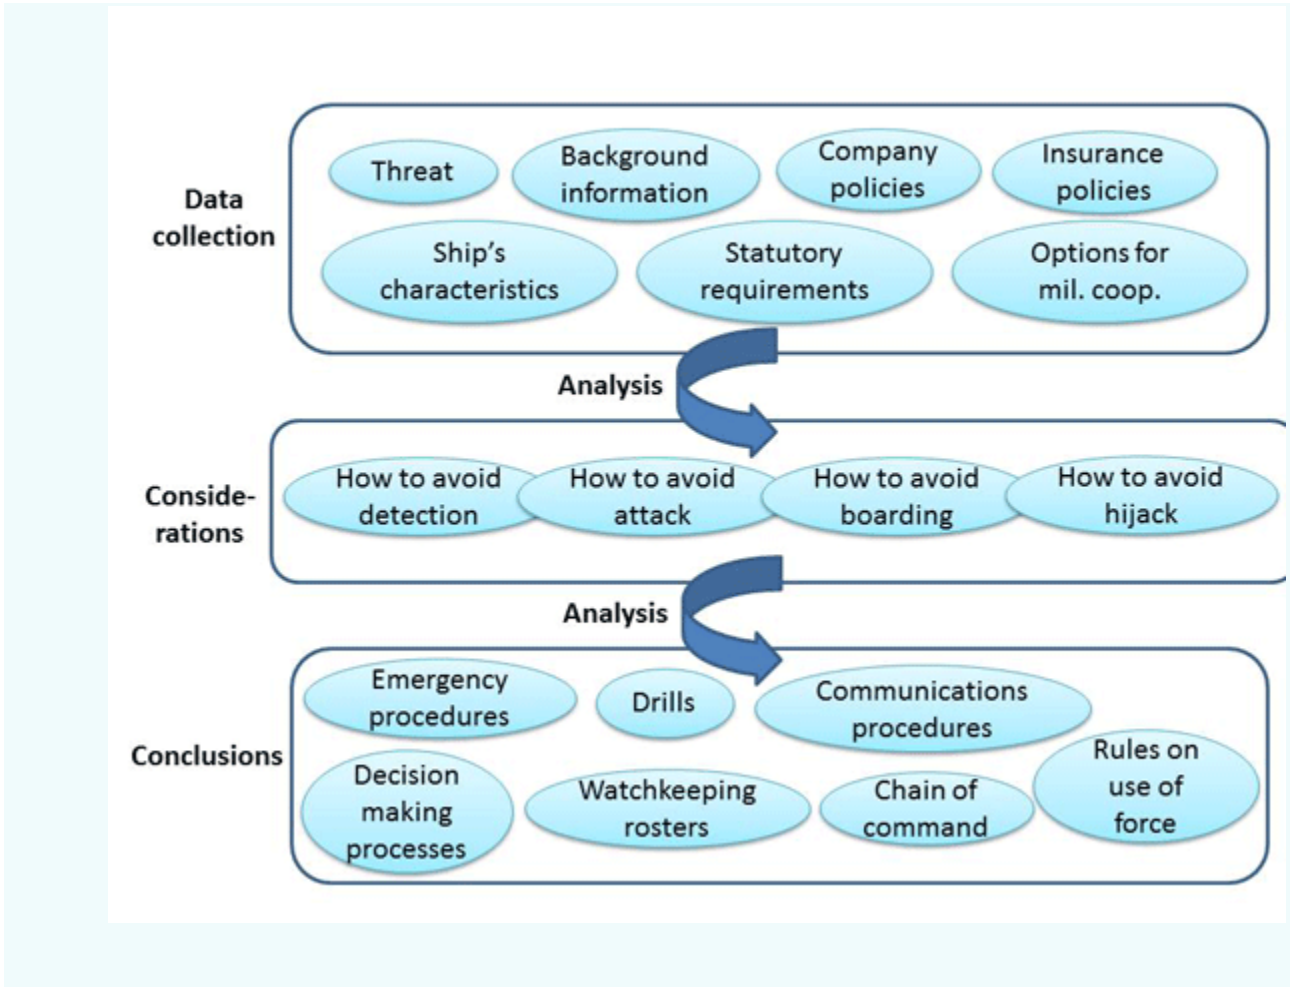 Data
collection
Threat
Background
information
Company
policies
Insurance
policies
Ship's
characteristics
Statutory
requirements
Options for
mil. coop.
Analysis
Conside-
rations
How to avoid
detection
How to avoid
attack
How to avoid
boarding
How to avoid
hijack
Analysis
Conclusions
Emergency
procedures
Drills
Communications
procedures
Decision
making
processes
Watchkeeping
rosters
Chain of
command
Rules on
use of
force